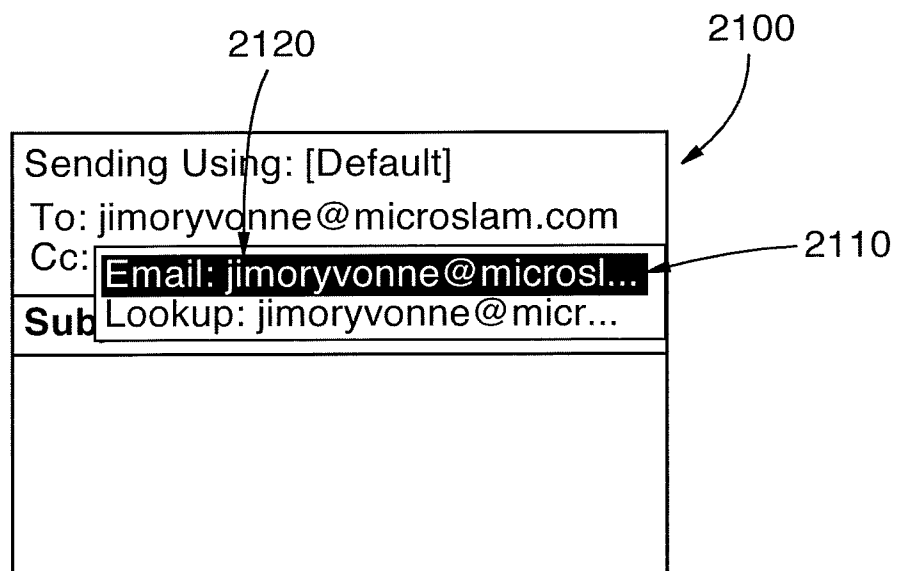 2120
2100
Sending Using: [Default]
To: jimoryvonne@microslam.com
Cc:
Email: jimoryvonne@microsl...
2110
Sub
Lookup: jimoryvonne@micr...